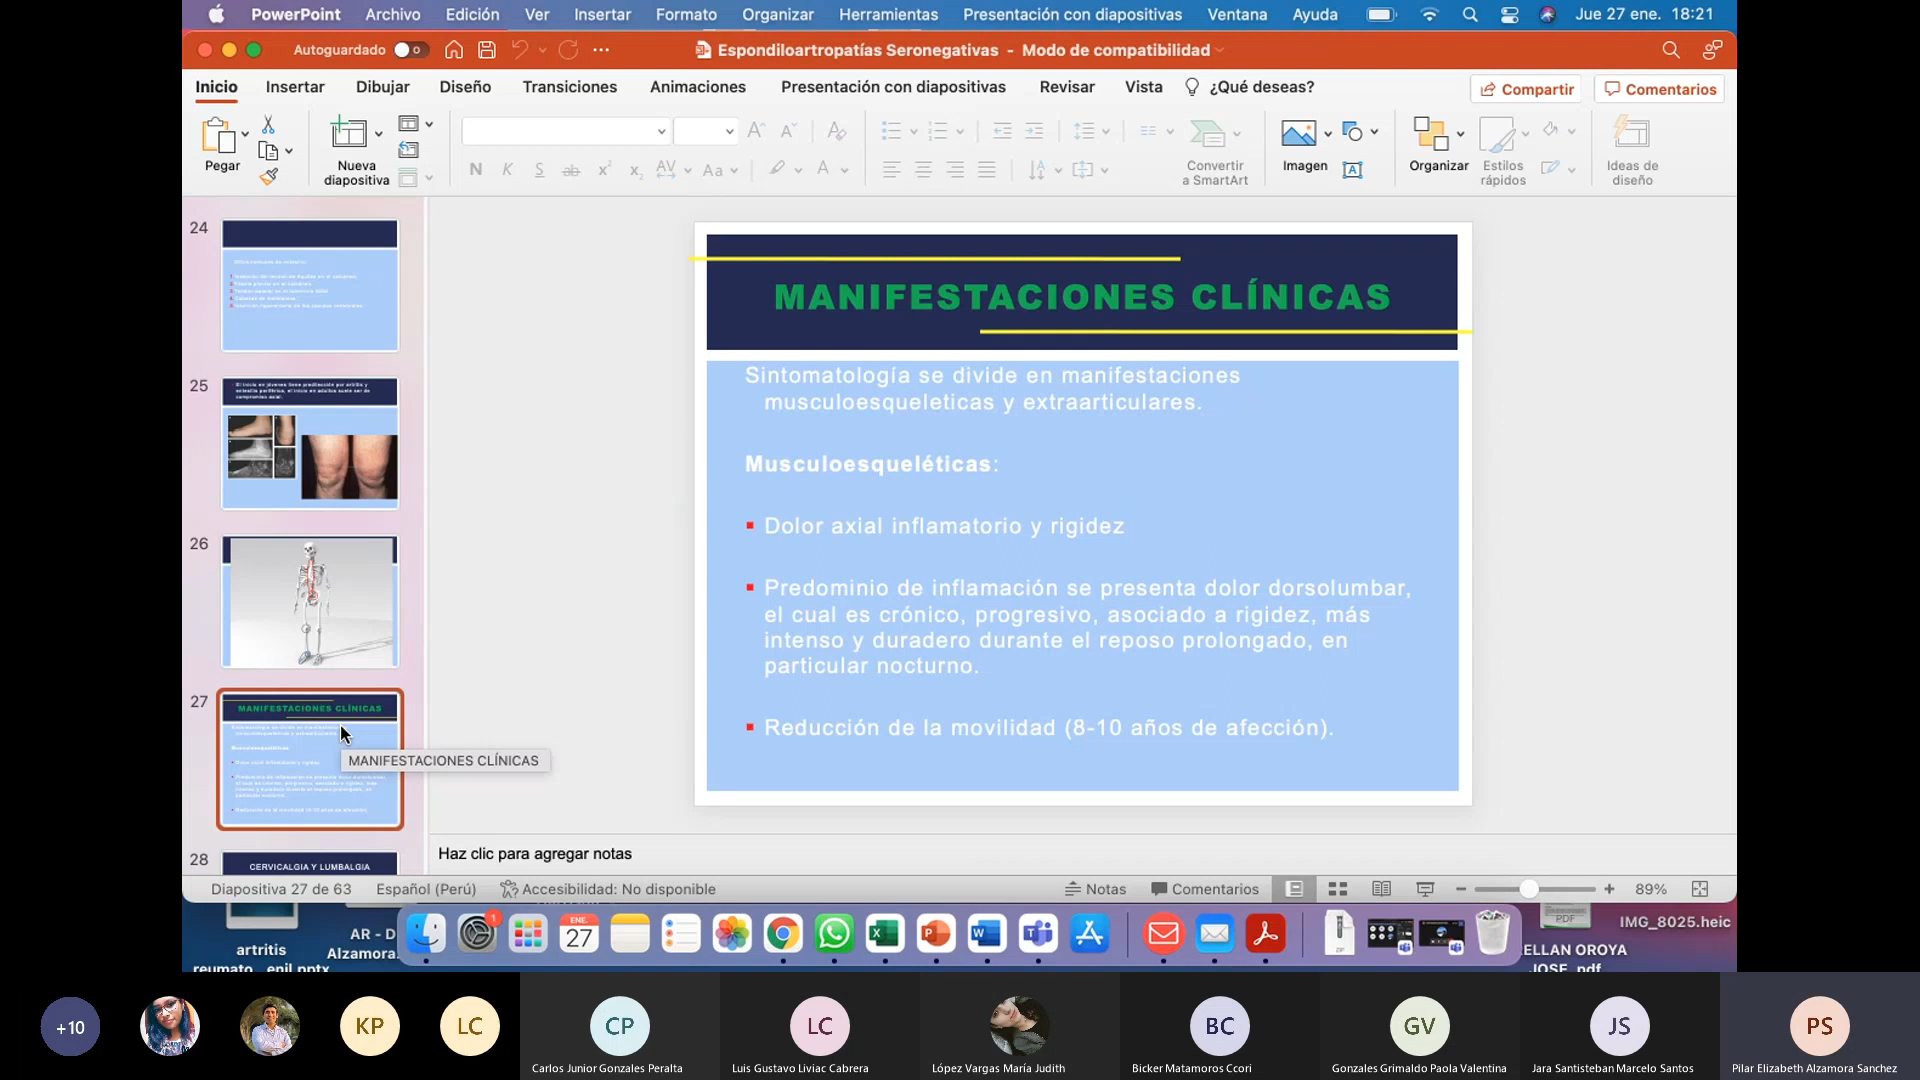 PowerPoint Archivo Edición Ver Insertar Formato Organizar Herramientas Presentación con diapositivas Ventana Ayuda Jue 27 ene. 18:21
Autoguardado Espondiloartropatías Seronegativas - Modo de compatibilidad
Inicio Insertar Dibujar Diseño Transiciones Animaciones Presentación con diapositivas Revisar Vista ¿Qué deseas? Compartir Comentarios
Pegar
Nueva diapositiva
N K S ab x² x₂ AV Aa A
Convertir a SmartArt
Imagen
Organizar
Estilos rápidos
Ideas de diseño
24
25
El inicio en jóvenes tiene predilección por artritis y
entesitis periférica, el inicio en adultos suele ser de
compromiso axial.
26
27
MANIFESTACIONES CLÍNICAS
MANIFESTACIONES CLÍNICAS
28
CERVICALGIA Y LUMBALGIA
MANIFESTACIONES CLÍNICAS
Sintomatología se divide en manifestaciones
musculoesqueleticas y extraarticulares.
Musculoesqueléticas:
Dolor axial inflamatorio y rigidez
Predominio de inflamación se presenta dolor dorsolumbar,
el cual es crónico, progresivo, asociado a rigidez, más
intenso y duradero durante el reposo prolongado, en
particular nocturno.
Reducción de la movilidad (8-10 años de afección).
Haz clic para agregar notas
Diapositiva 27 de 63 Español (Perú) Accesibilidad: No disponible Notas Comentarios 89%
artritis
reumato...enil.pptx
AR - D
Alzamora.
1
ENE.
27
ZIP
PDF
ELLAN OROYA
JOSE .pdf
IMG_8025.heic
+10
KP
LC
CP
LC
BC
GV
JS
PS
Carlos Junior Gonzales Peralta
Luis Gustavo Liviac Cabrera
López Vargas María Judith
Bicker Matamoros Ccori
Gonzales Grimaldo Paola Valentina
Jara Santisteban Marcelo Santos
Pilar Elizabeth Alzamora Sanchez